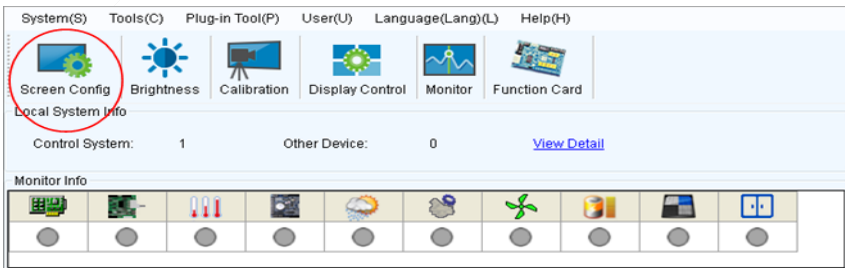 System(S) Tools(C) Plug-in Tool(P) User(U) Language(Lang)(L) Help(H)
Screen Config Brightness Calibration Display Control Monitor Function Card
Local System Info
Control System: 1 Other Device: 0 View Detail
Monitor Info